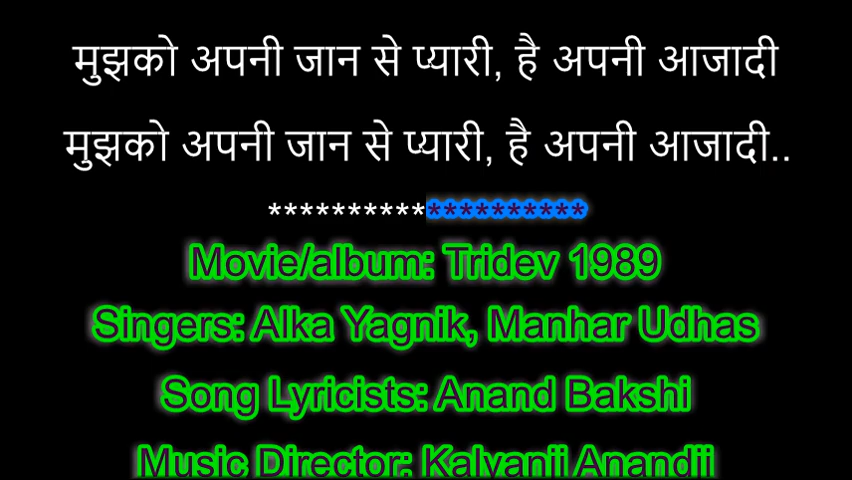 मुझको अपनी जान से प्यारी, है अपनी आजादी
मुझको अपनी जान से प्यारी, है अपनी आजादी..
********************
Movie/album: Tridev 1989
Singers: Alka Yagnik, Manhar Udhas
Song Lyricists: Anand Bakshi
Music Director: Kalyanji Anandji